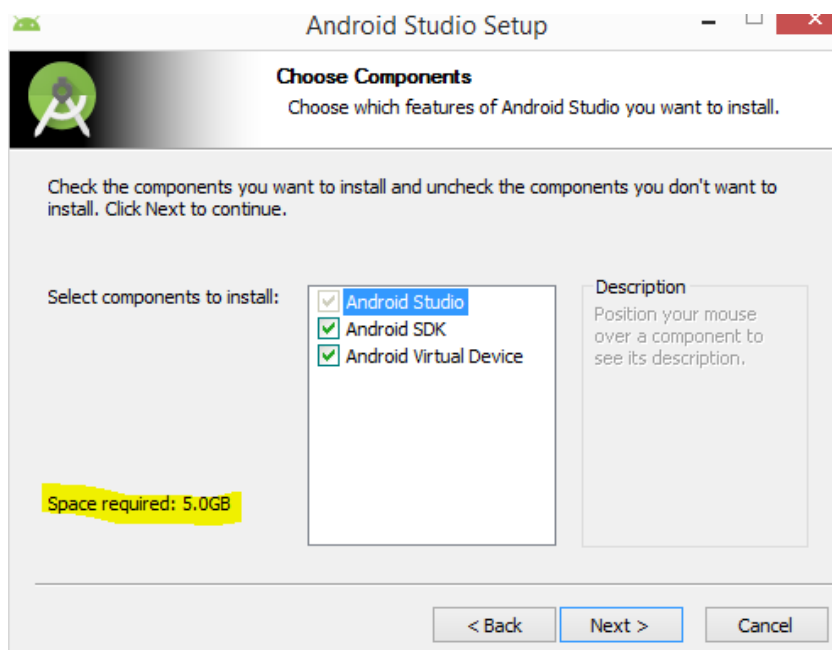 Android Studio Setup
Choose Components
Choose which features of Android Studio you want to install.
Check the components you want to install and uncheck the components you don't want to
install. Click Next to continue.
Select components to install:
Android Studio
Android SDK
Android Virtual Device
Description
Position your mouse
over a component to
see its description.
Space required: 5.0GB
< Back
Next >
Cancel